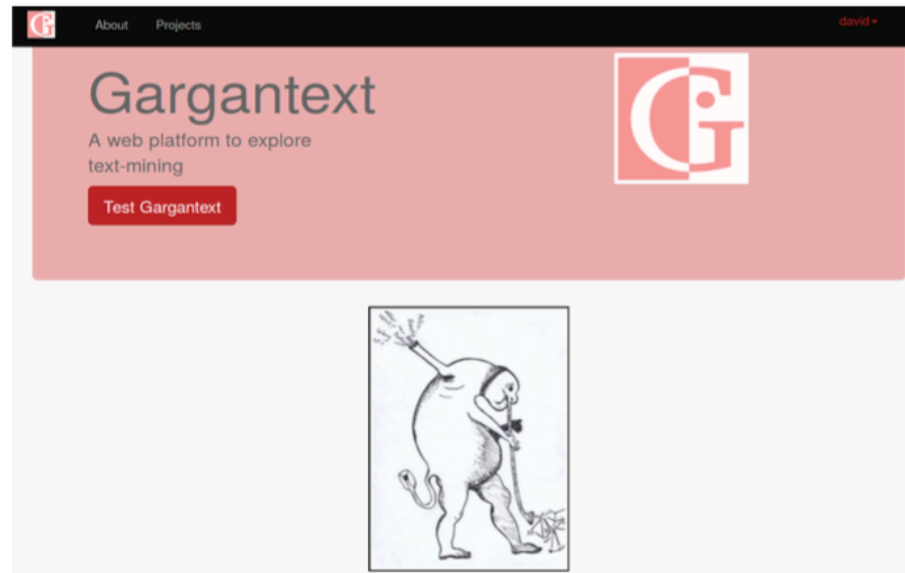 About Projects david
Gargantext
A web platform to explore
text-mining
Test Gargantext
G